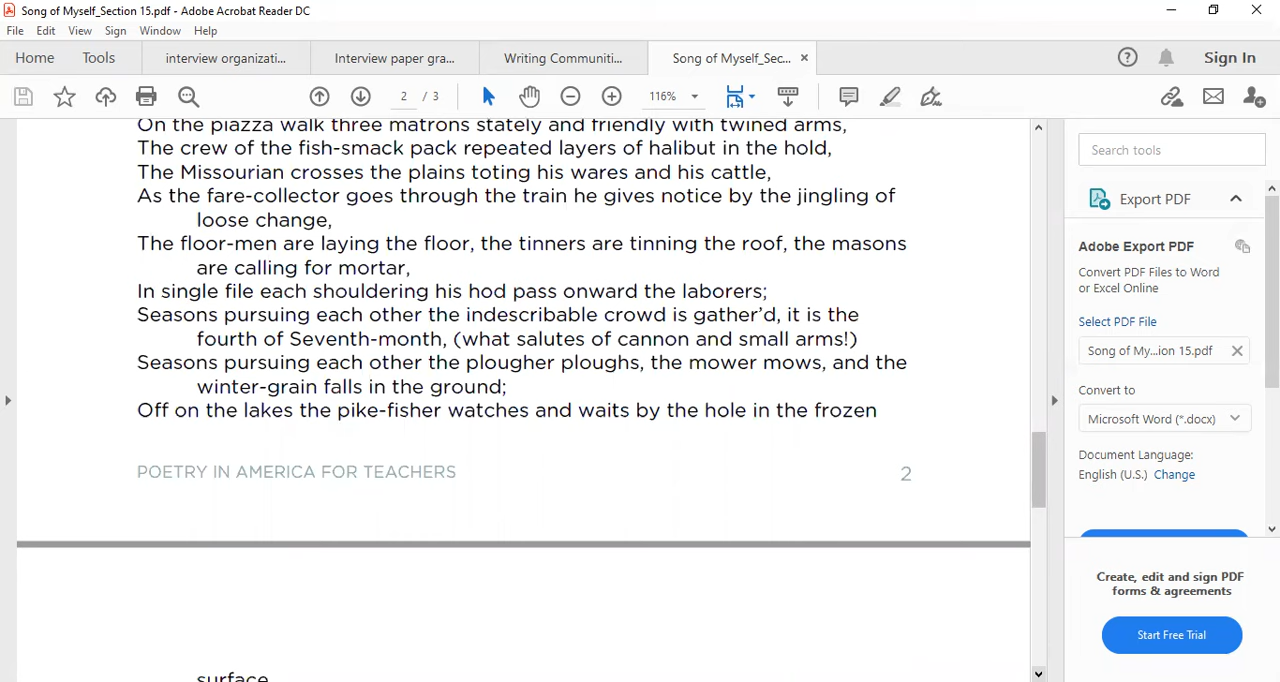 Song of Myself_Section 15.pdf - Adobe Acrobat Reader DC
File Edit View Sign Window Help
Home Tools interview organizati... Interview paper gra... Writing Communiti... Song of Myself_Sec... ×
Sign In
2 / 3 116%
On the piazza walk three matrons stately and friendly with twined arms,
The crew of the fish-smack pack repeated layers of halibut in the hold,
The Missourian crosses the plains toting his wares and his cattle,
As the fare-collector goes through the train he gives notice by the jingling of
loose change,
The floor-men are laying the floor, the tinners are tinning the roof, the masons
are calling for mortar,
In single file each shouldering his hod pass onward the laborers;
Seasons pursuing each other the indescribable crowd is gather’d, it is the
fourth of Seventh-month, (what salutes of cannon and small arms!)
Seasons pursuing each other the plougher ploughs, the mower mows, and the
winter-grain falls in the ground;
Off on the lakes the pike-fisher watches and waits by the hole in the frozen
POETRY IN AMERICA FOR TEACHERS 2
surface
Search tools
Export PDF
Adobe Export PDF
Convert PDF Files to Word
or Excel Online
Select PDF File
Song of My...ion 15.pdf
Convert to
Microsoft Word (*.docx)
Document Language:
English (U.S.) Change
Create, edit and sign PDF
forms & agreements
Start Free Trial